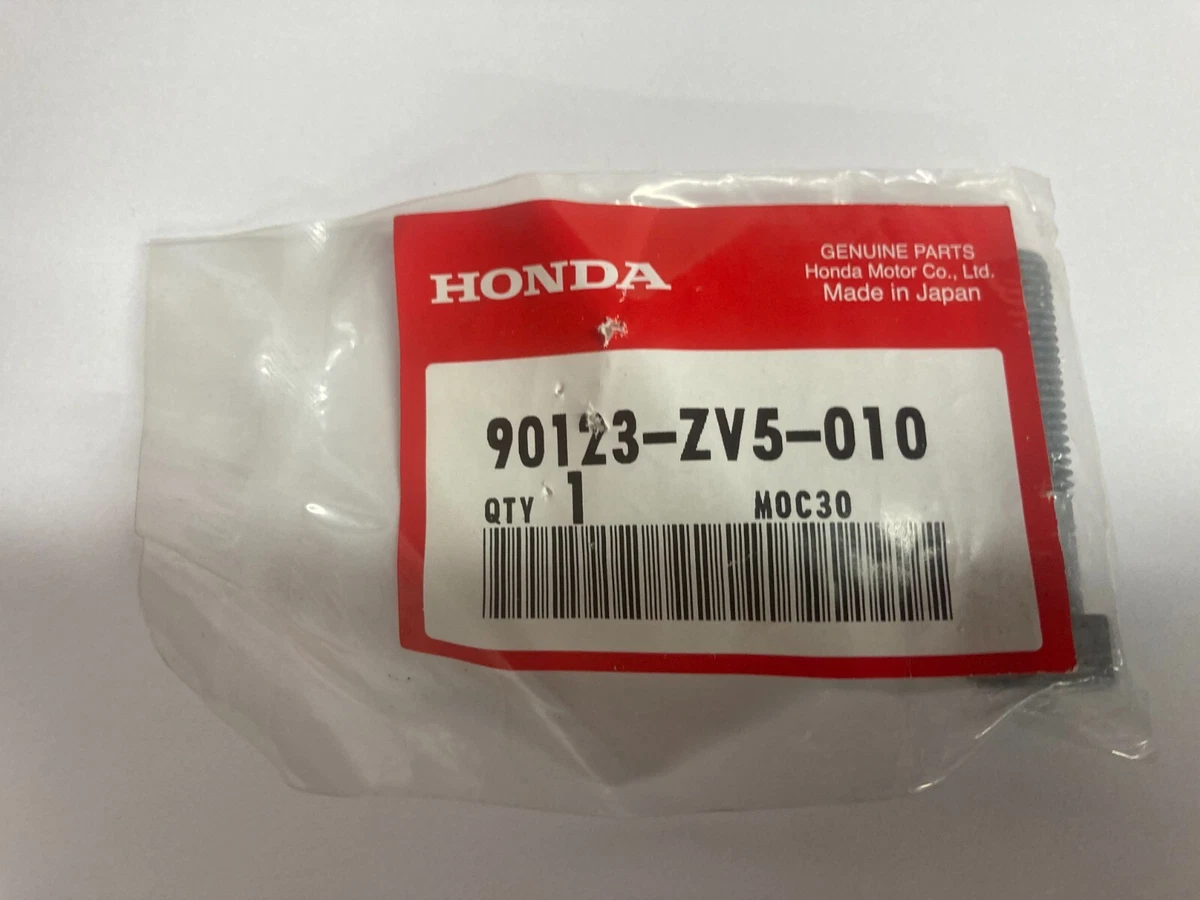 HONDA
GENUINE PARTS
Honda Motor Co., Ltd.
Made in Japan
90123-ZV5-010
QTY 1 MOC30